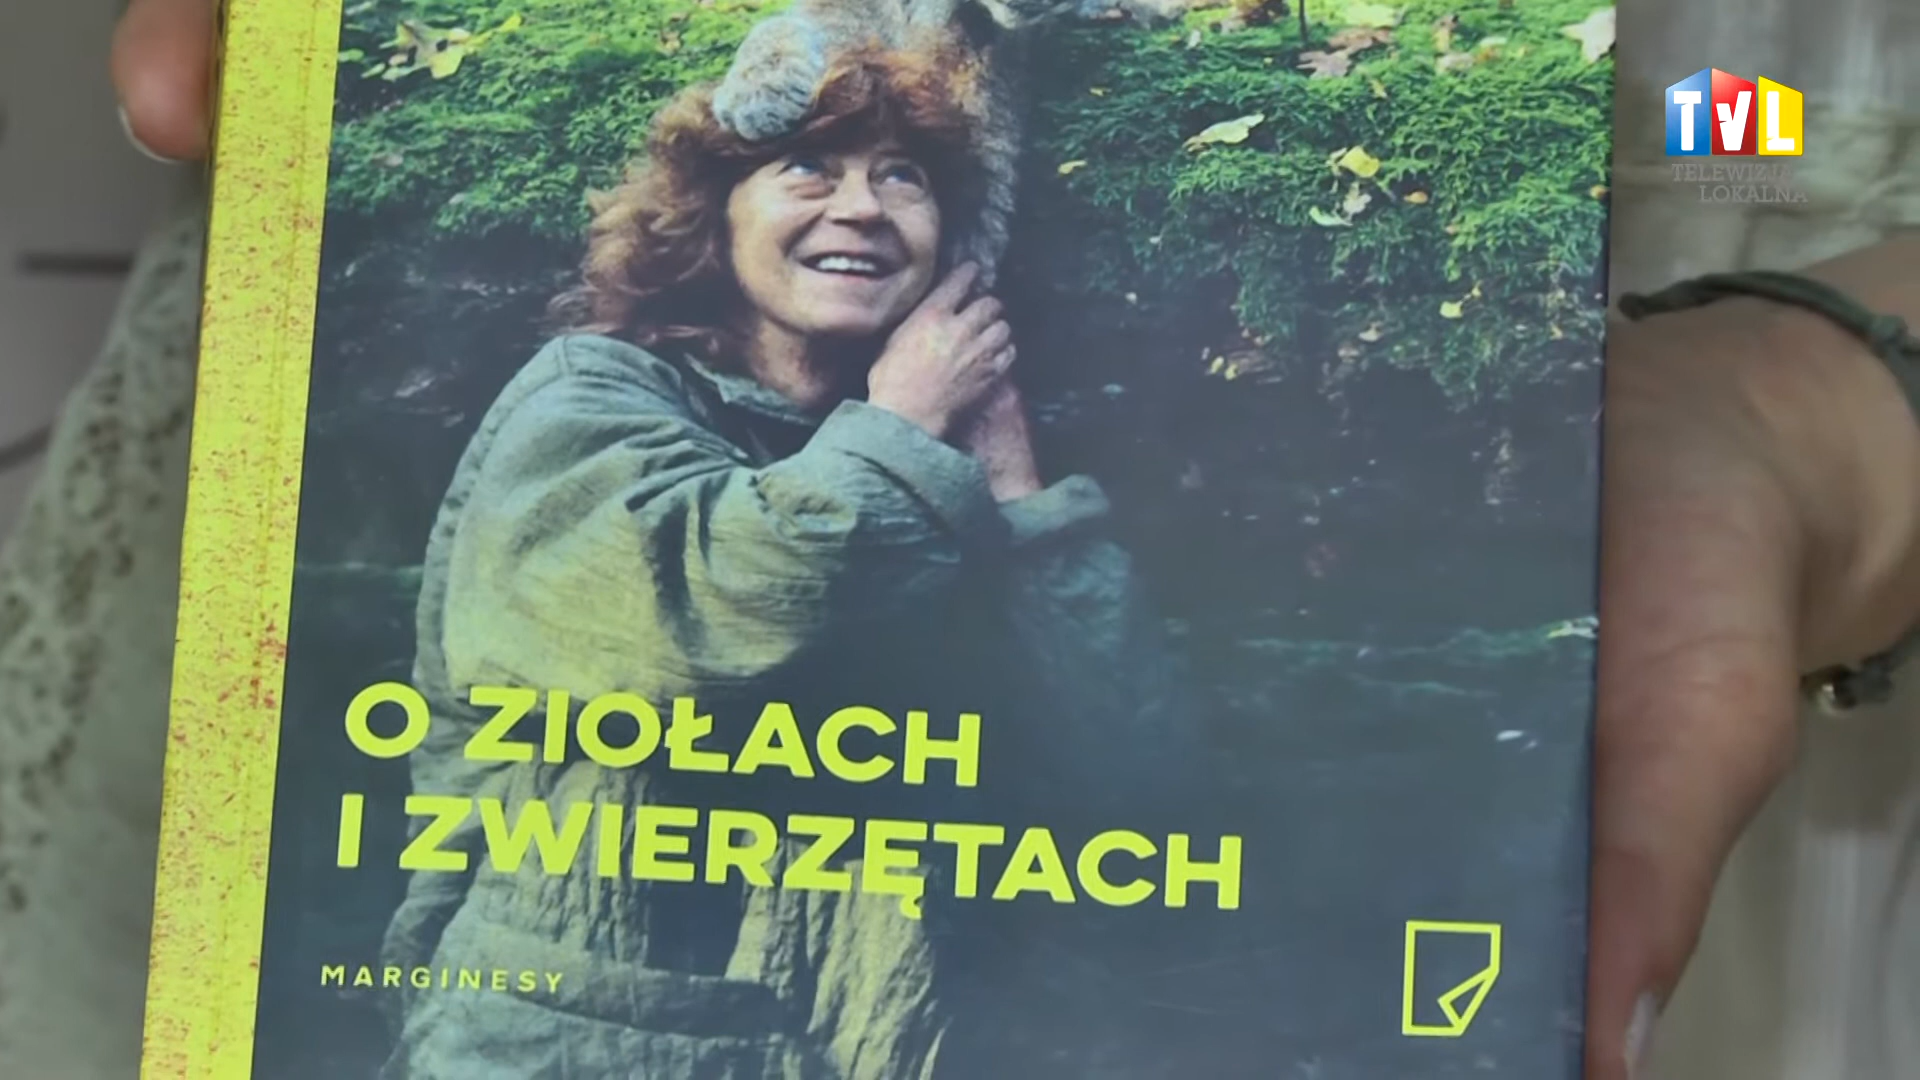 TVL
TELEWIZJA
LOKALNA
O ZIOŁACH
I ZWIERZĘTACH
MARGINESY